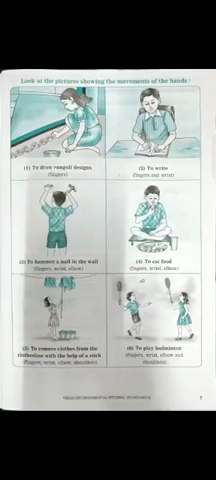 Look at the pictures showing the movements of the hands :
(1) To draw rangoli designs
(fingers)
(2) To write
(fingers and wrist)
(3) To hammer a nail in the wall
(fingers, wrist, elbow)
(4) To eat food
(fingers, wrist, elbow)
(5) To remove clothes from the
clothesline with the help of a stick
(fingers, wrist, elbow, shoulders)
(6) To play badminton
(fingers, wrist, elbow and
shoulders)
7